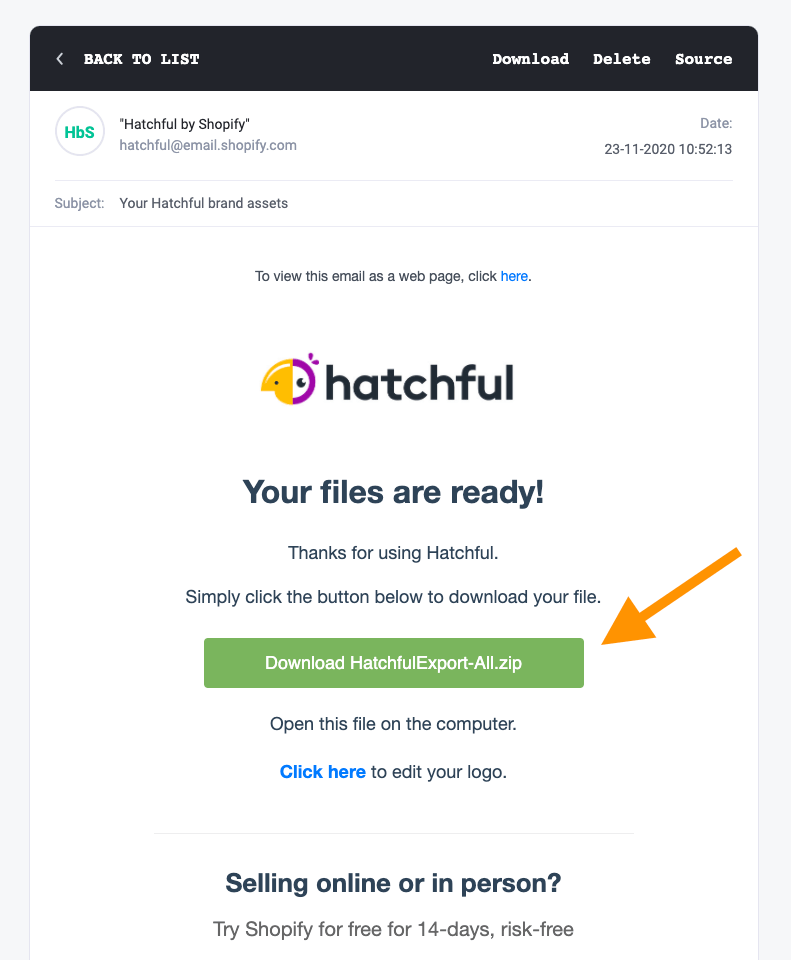 BACK TO LIST Download Delete Source
HbS
"Hatchful by Shopify"
hatchful@email.shopify.com
Date:
23-11-2020 10:52:13
Subject: Your Hatchful brand assets
To view this email as a web page, click here.
hatchful
Your files are ready!
Thanks for using Hatchful.
Simply click the button below to download your file.
Download HatchfulExport-All.zip
Open this file on the computer.
Click here to edit your logo.
Selling online or in person?
Try Shopify for free for 14-days, risk-free